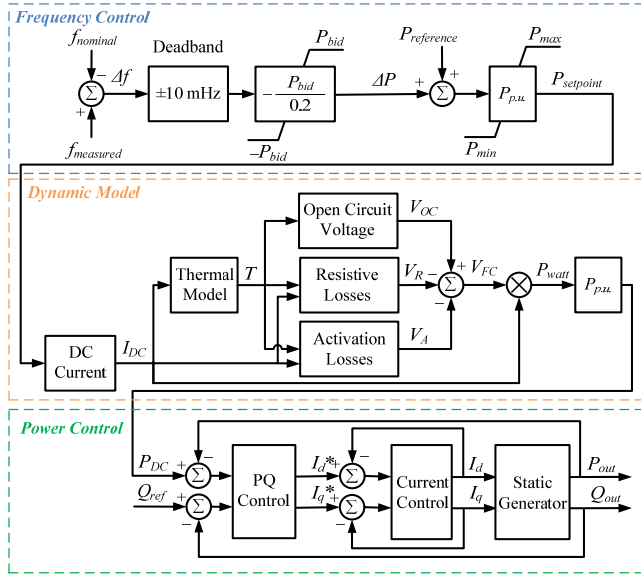 Frequency Control
f_nominal
Deadband
P_bid
P_reference
P_max
− Δf
Σ
+
±10 mHz
− P_bid / 0.2
ΔP
+ +
Σ
P_p.u.
P_setpoint
f_measured
−P_bid
P_min
Dynamic Model
Open Circuit
Voltage
V_OC
Thermal
Model
T
Resistive
Losses
V_R − +
Σ
−
V_FC
P_watt
P_p.u.
DC
Current
I_DC
Activation
Losses
V_A
Power Control
P_DC + −
Σ
Q_ref +
Σ
−
PQ
Control
I_d* + −
Σ
I_q* +
Σ
−
Current
Control
I_d
I_q
Static
Generator
P_out
Q_out